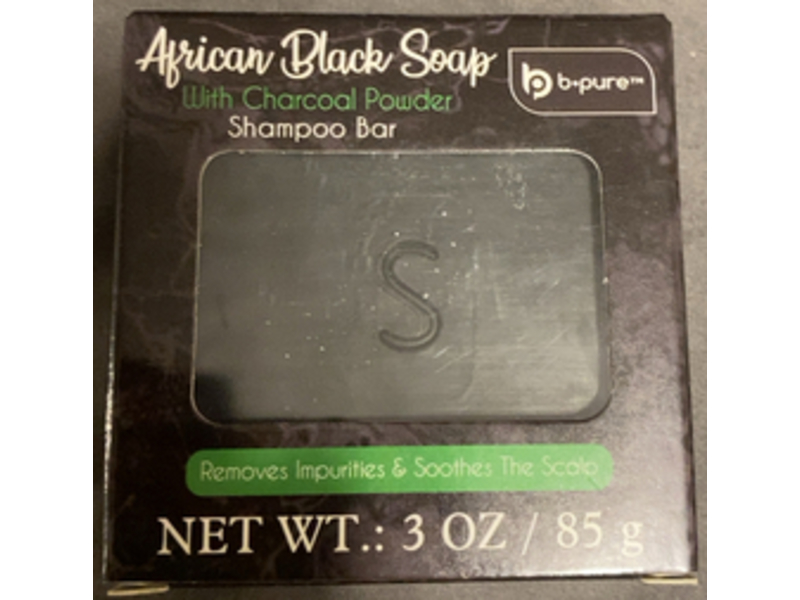 African Black Soap
b+pure™
With Charcoal Powder
Shampoo Bar
S
Removes Impurities & Soothes The Scalp
NET WT.: 3 OZ / 85 g